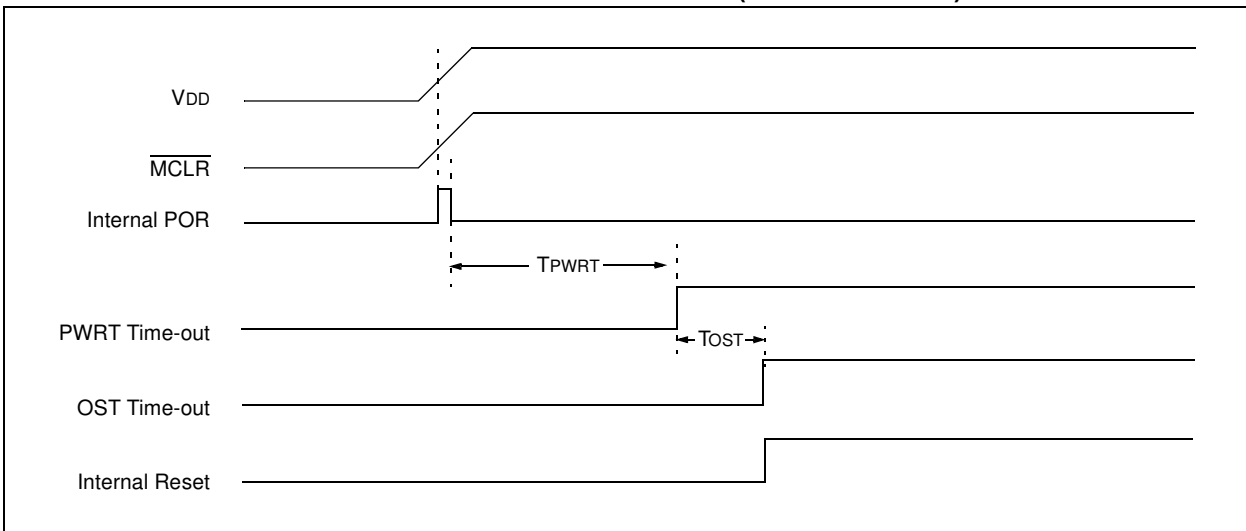 VDD
MCLR
Internal POR
TPWRT
PWRT Time-out
TOST
OST Time-out
Internal Reset